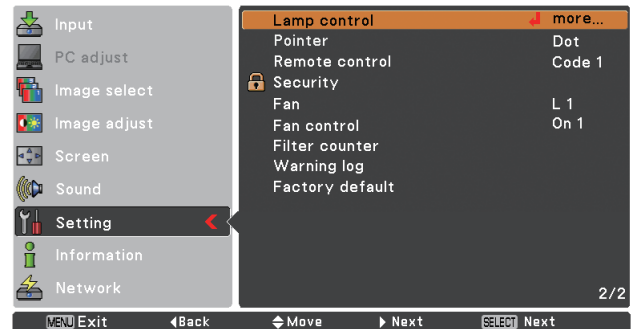 Input
PC adjust
Image select
Image adjust
Screen
Sound
Setting
Information
Network
Lamp control more...
Pointer Dot
Remote control Code 1
Security
Fan L 1
Fan control On 1
Filter counter
Warning log
Factory default
2/2
MENU Exit Back Move Next SELECT Next